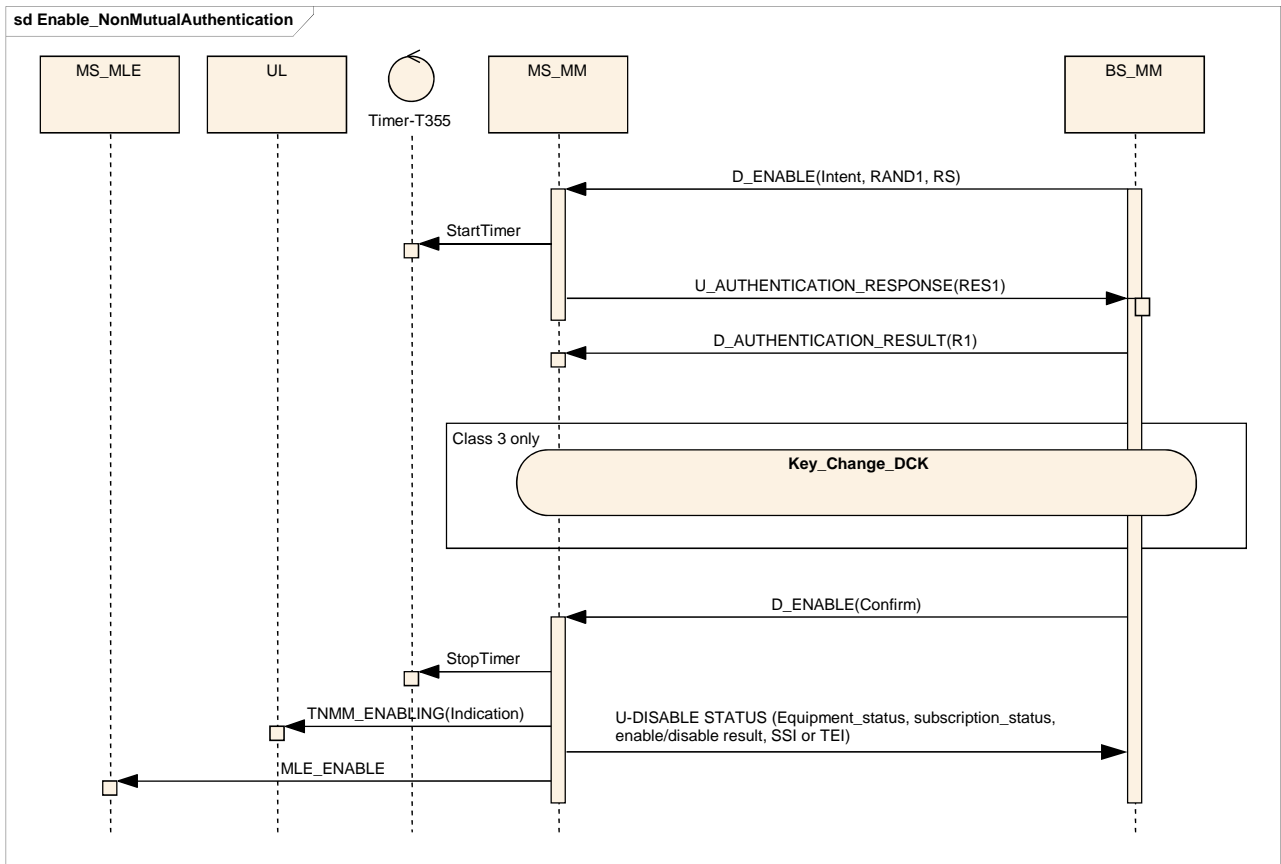 sd Enable_NonMutualAuthentication
MS_MLE
UL
Timer-T355
MS_MM
BS_MM
D_ENABLE(Intent, RAND1, RS)
StartTimer
U_AUTHENTICATION_RESPONSE(RES1)
D_AUTHENTICATION_RESULT(R1)
Class 3 only
Key_Change_DCK
D_ENABLE(Confirm)
StopTimer
TNMM_ENABLING(Indication)
U-DISABLE STATUS (Equipment_status, subscription_status,
enable/disable result, SSI or TEI)
MLE_ENABLE